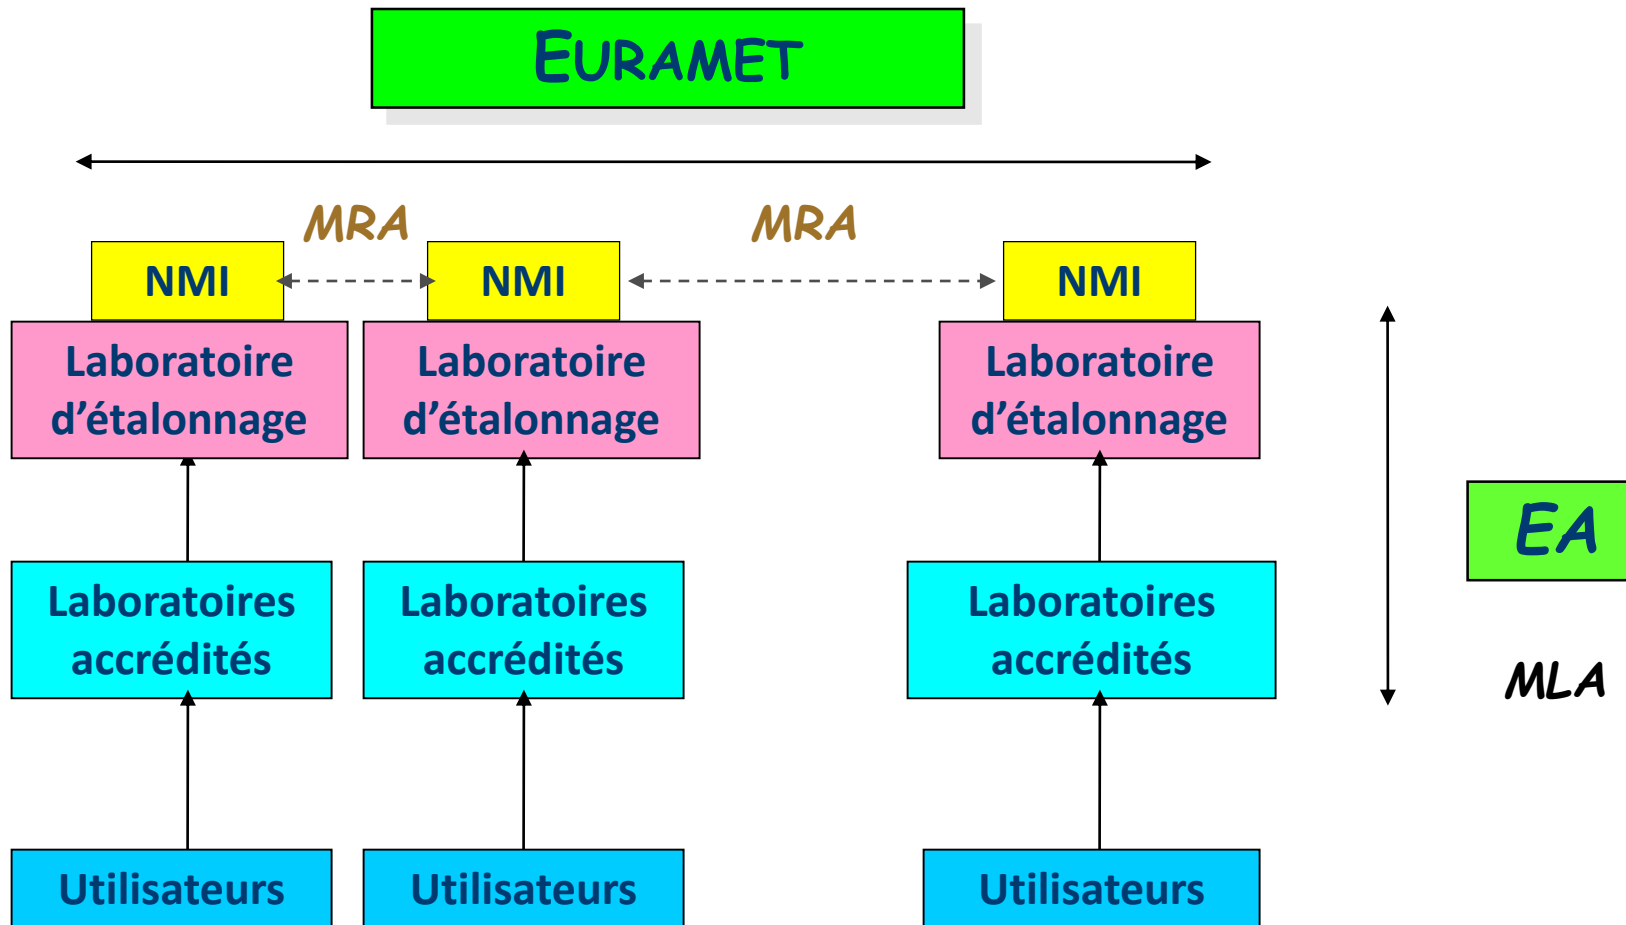 EURAMET
MRA
MRA
NMI
NMI
NMI
Laboratoire
d’étalonnage
Laboratoire
d’étalonnage
Laboratoire
d’étalonnage
EA
Laboratoires
accrédités
Laboratoires
accrédités
Laboratoires
accrédités
MLA
Utilisateurs
Utilisateurs
Utilisateurs